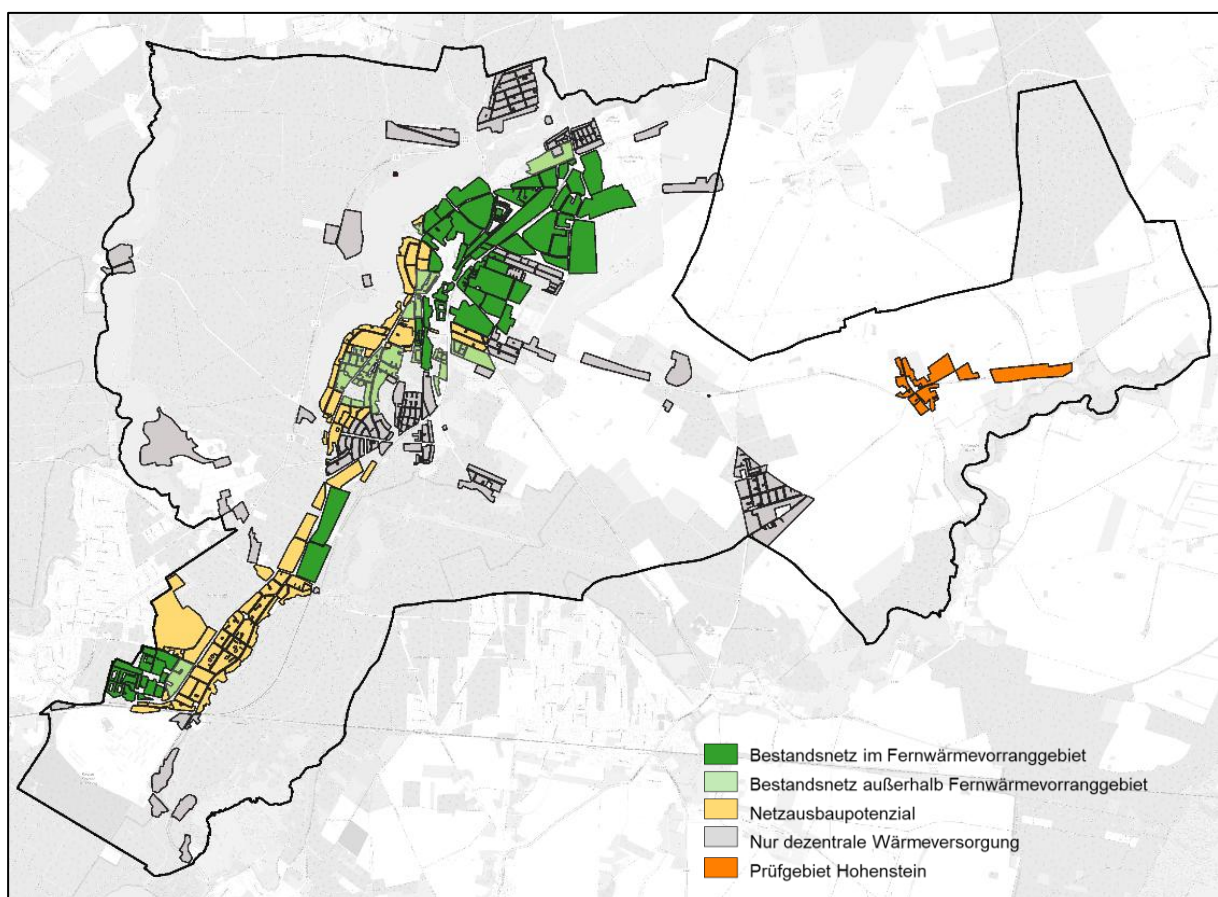 Bestandsnetz im Fernwärmevorranggebiet
Bestandsnetz außerhalb Fernwärmevorranggebiet
Netzausbaupotenzial
Nur dezentrale Wärmeversorgung
Prüfgebiet Hohenstein